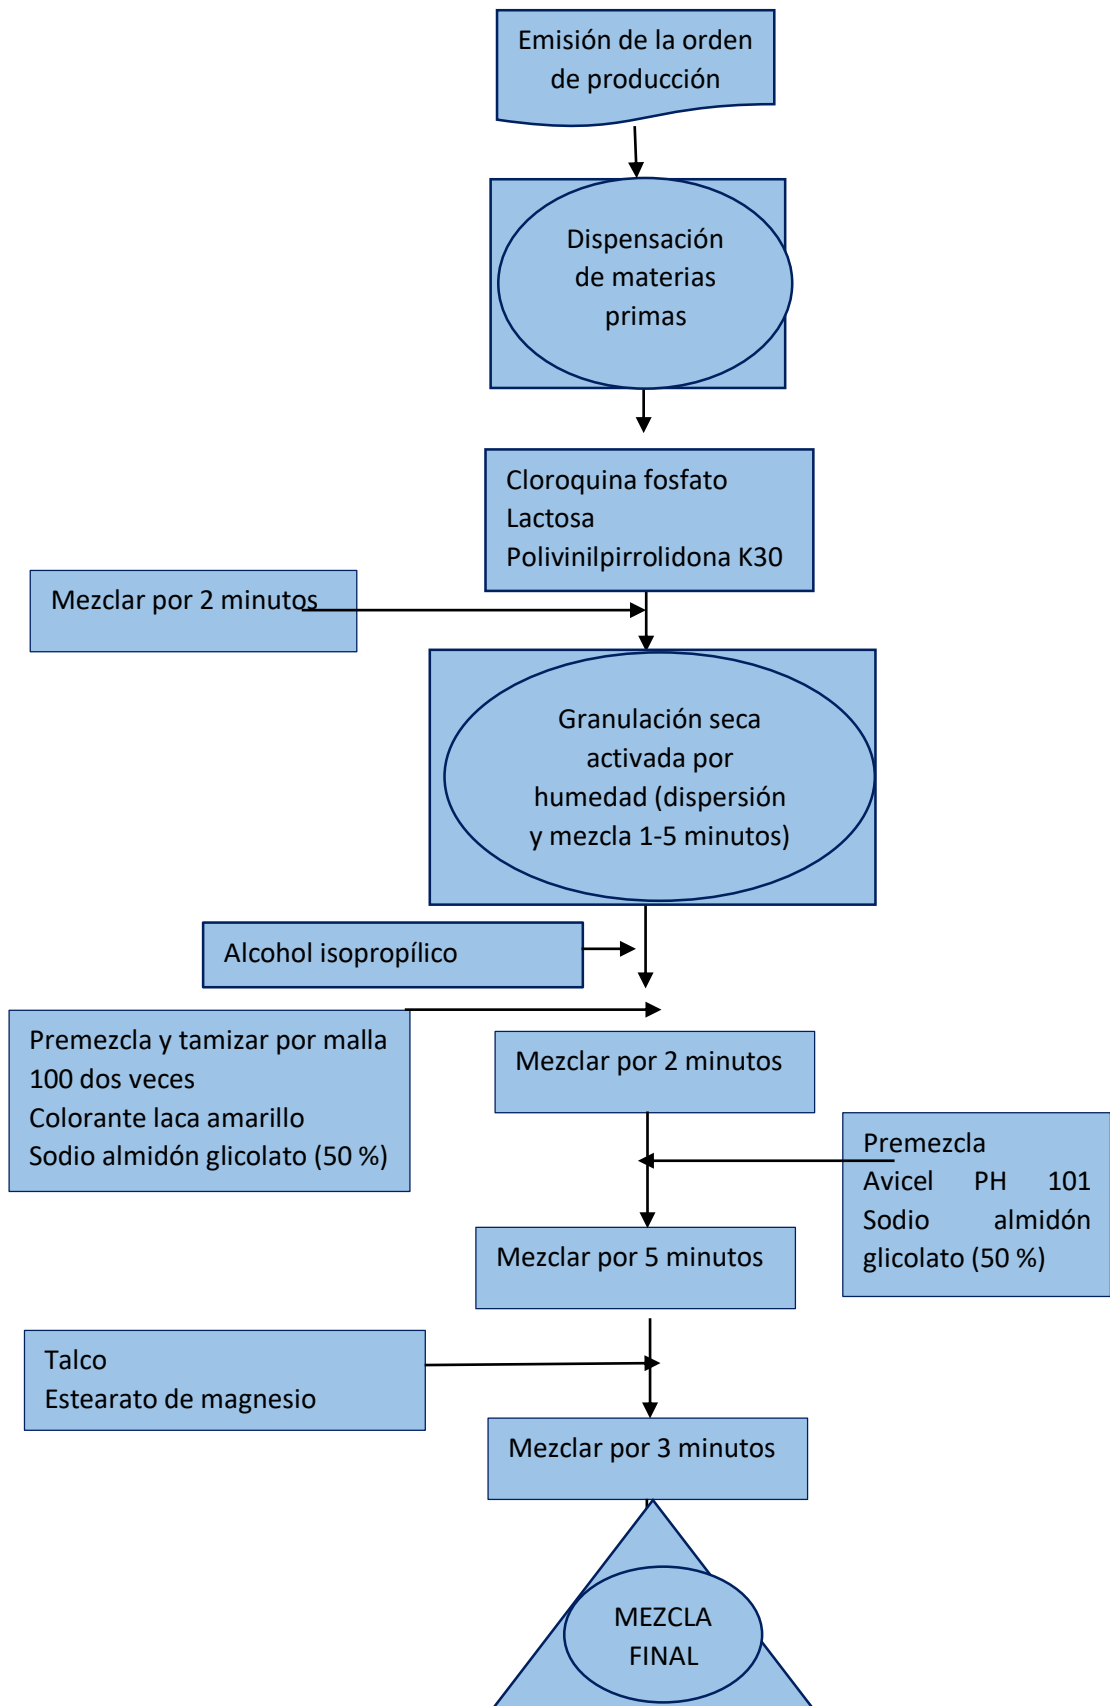 Emisión de la orden
de producción
Dispensación
de materias
primas
Cloroquina fosfato
Lactosa
Polivinilpirrolidona K30
Mezclar por 2 minutos
Granulación seca
activada por
humedad (dispersión
y mezcla 1-5 minutos)
Alcohol isopropílico
Premezcla y tamizar por malla
100 dos veces
Colorante laca amarillo
Sodio almidón glicolato (50 %)
Mezclar por 2 minutos
Premezcla
Avicel PH 101
Sodio almidón
glicolato (50 %)
Mezclar por 5 minutos
Talco
Estearato de magnesio
Mezclar por 3 minutos
MEZCLA
FINAL